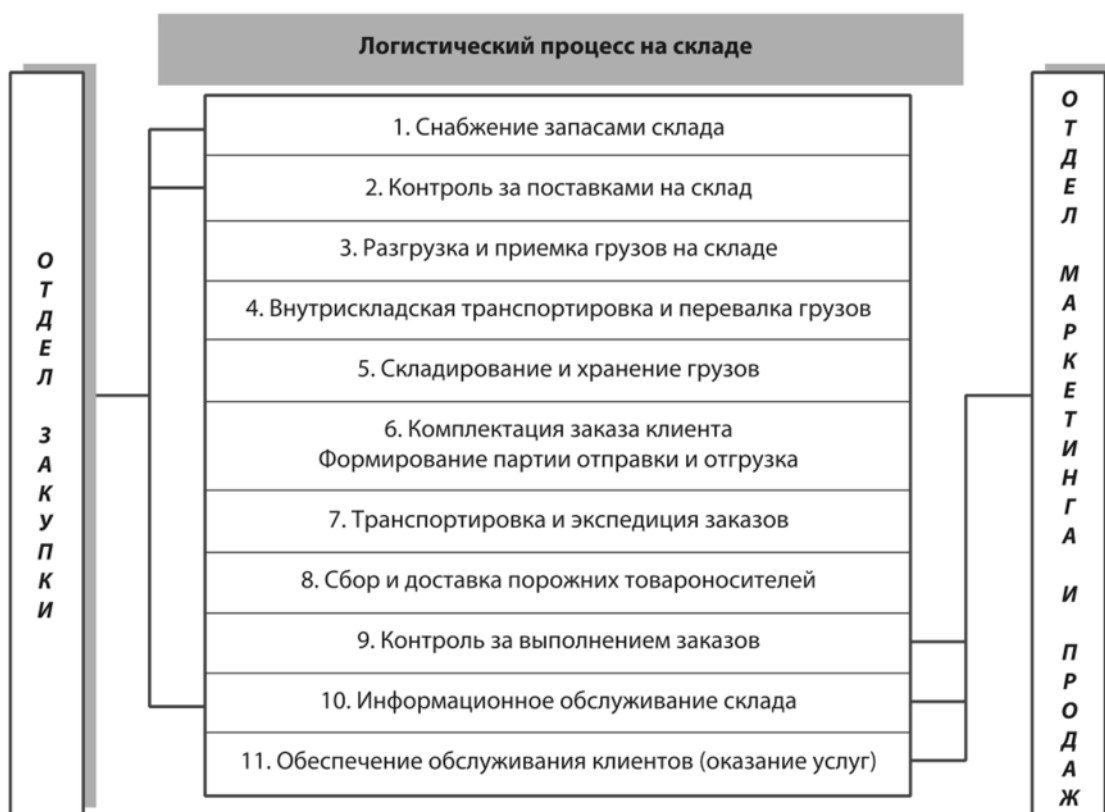 Логистический процесс на складе
ОТДЕЛ ЗАКУПКИ
1. Снабжение запасами склада
2. Контроль за поставками на склад
3. Разгрузка и приемка грузов на складе
4. Внутрискладская транспортировка и перевалка грузов
5. Складирование и хранение грузов
6. Комплектация заказа клиента
Формирование партии отправки и отгрузка
7. Транспортировка и экспедиция заказов
8. Сбор и доставка порожних товароносителей
9. Контроль за выполнением заказов
10. Информационное обслуживание склада
11. Обеспечение обслуживания клиентов (оказание услуг)
ОТДЕЛ МАРКЕТИНГА И ПРОДАЖ